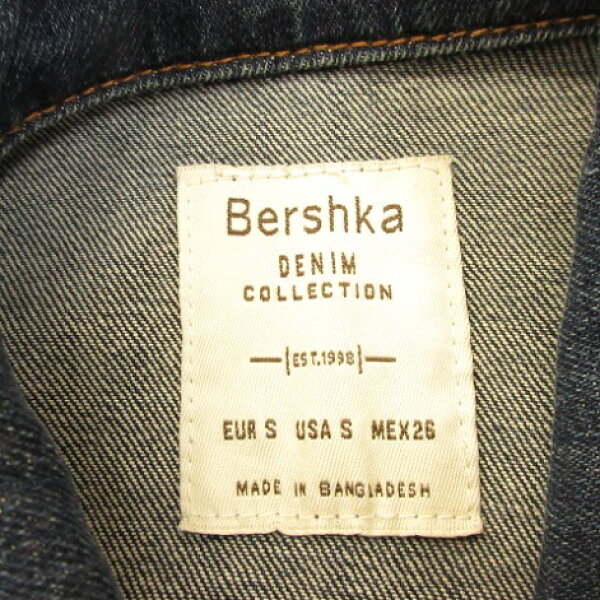 Bershka
DENIM
COLLECTION
EST.1998
EUR S USA S MEX26
MADE IN BANGLADESH